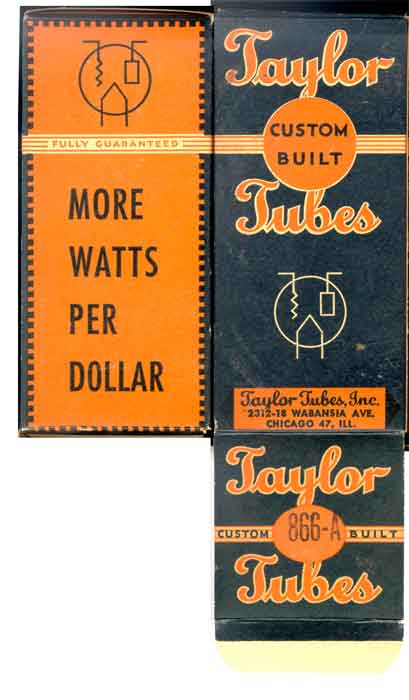 FULLY GUARANTEED
MORE
WATTS
PER
DOLLAR
Taylor
CUSTOM
BUILT
Tubes
Taylor Tubes, Inc.
2312-18 WABANSIA AVE.
CHICAGO 47, ILL.
Taylor
CUSTOM 866-A BUILT
Tubes